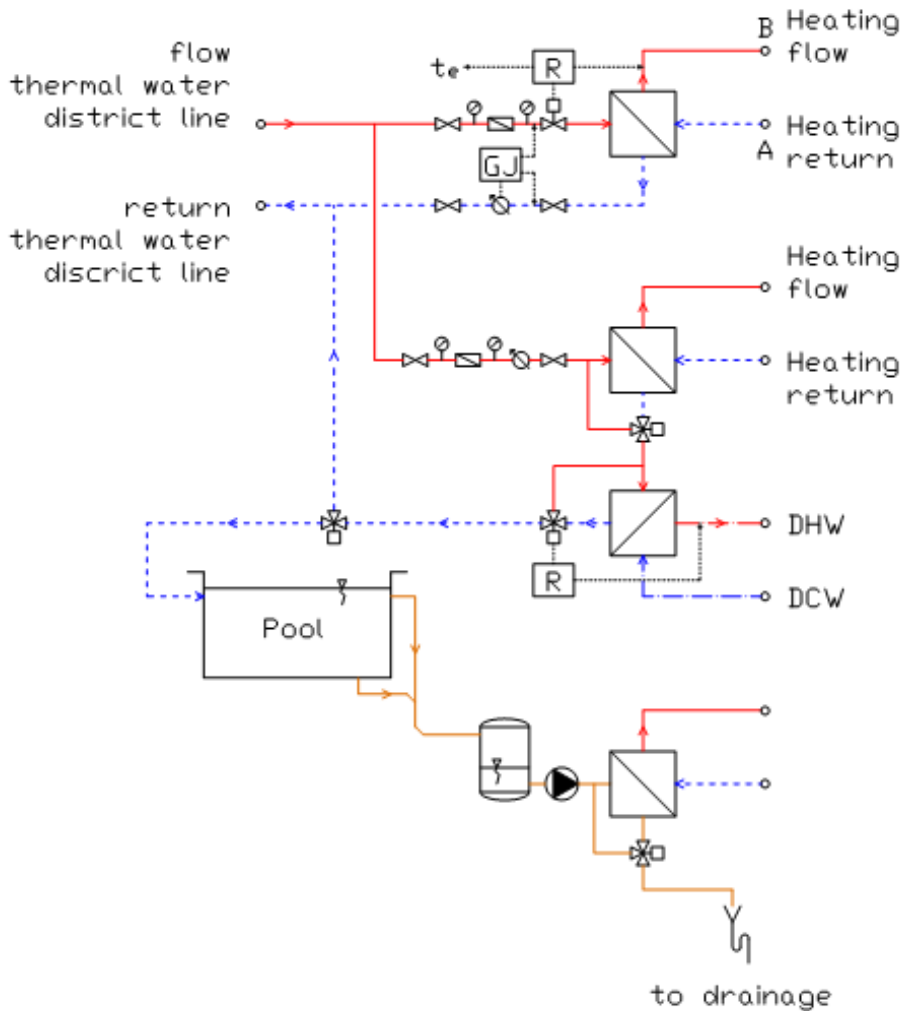 flow
thermal water
district line
return
thermal water
discrict line
te
R
GJ
B
Heating
flow
A
Heating
return
Heating
flow
Heating
return
R
DHW
DCW
Pool
to drainage